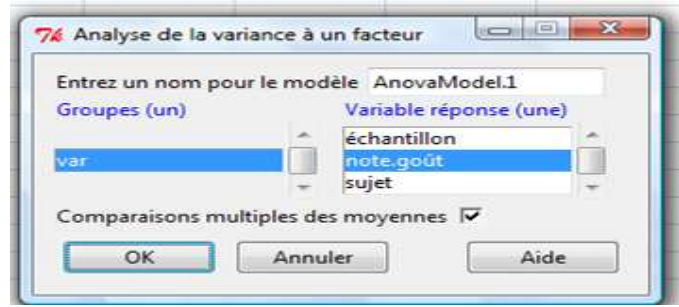 Analyse de la variance à un facteur
Entrez un nom pour le modèle AnovaModel.1
Groupes (un) Variable réponse (une)
échantillon
var note.goût
sujet
Comparaisons multiples des moyennes
OK Annuler Aide